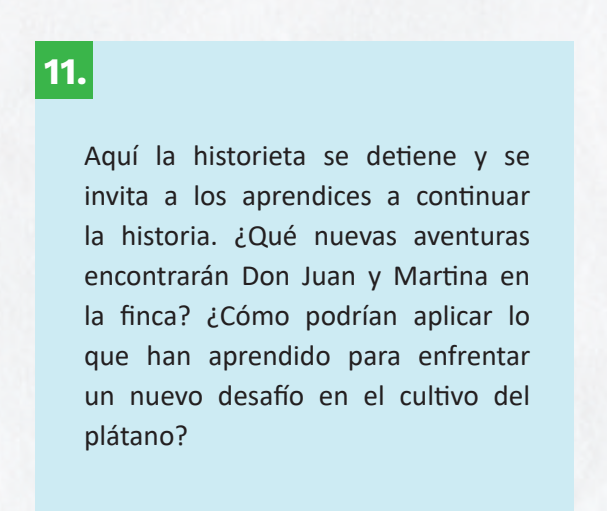 11.
Aquí la historieta se detiene y se
invita a los aprendices a continuar
la historia. ¿Qué nuevas aventuras
encontrarán Don Juan y Martina en
la finca? ¿Cómo podrían aplicar lo
que han aprendido para enfrentar
un nuevo desafío en el cultivo del
plátano?